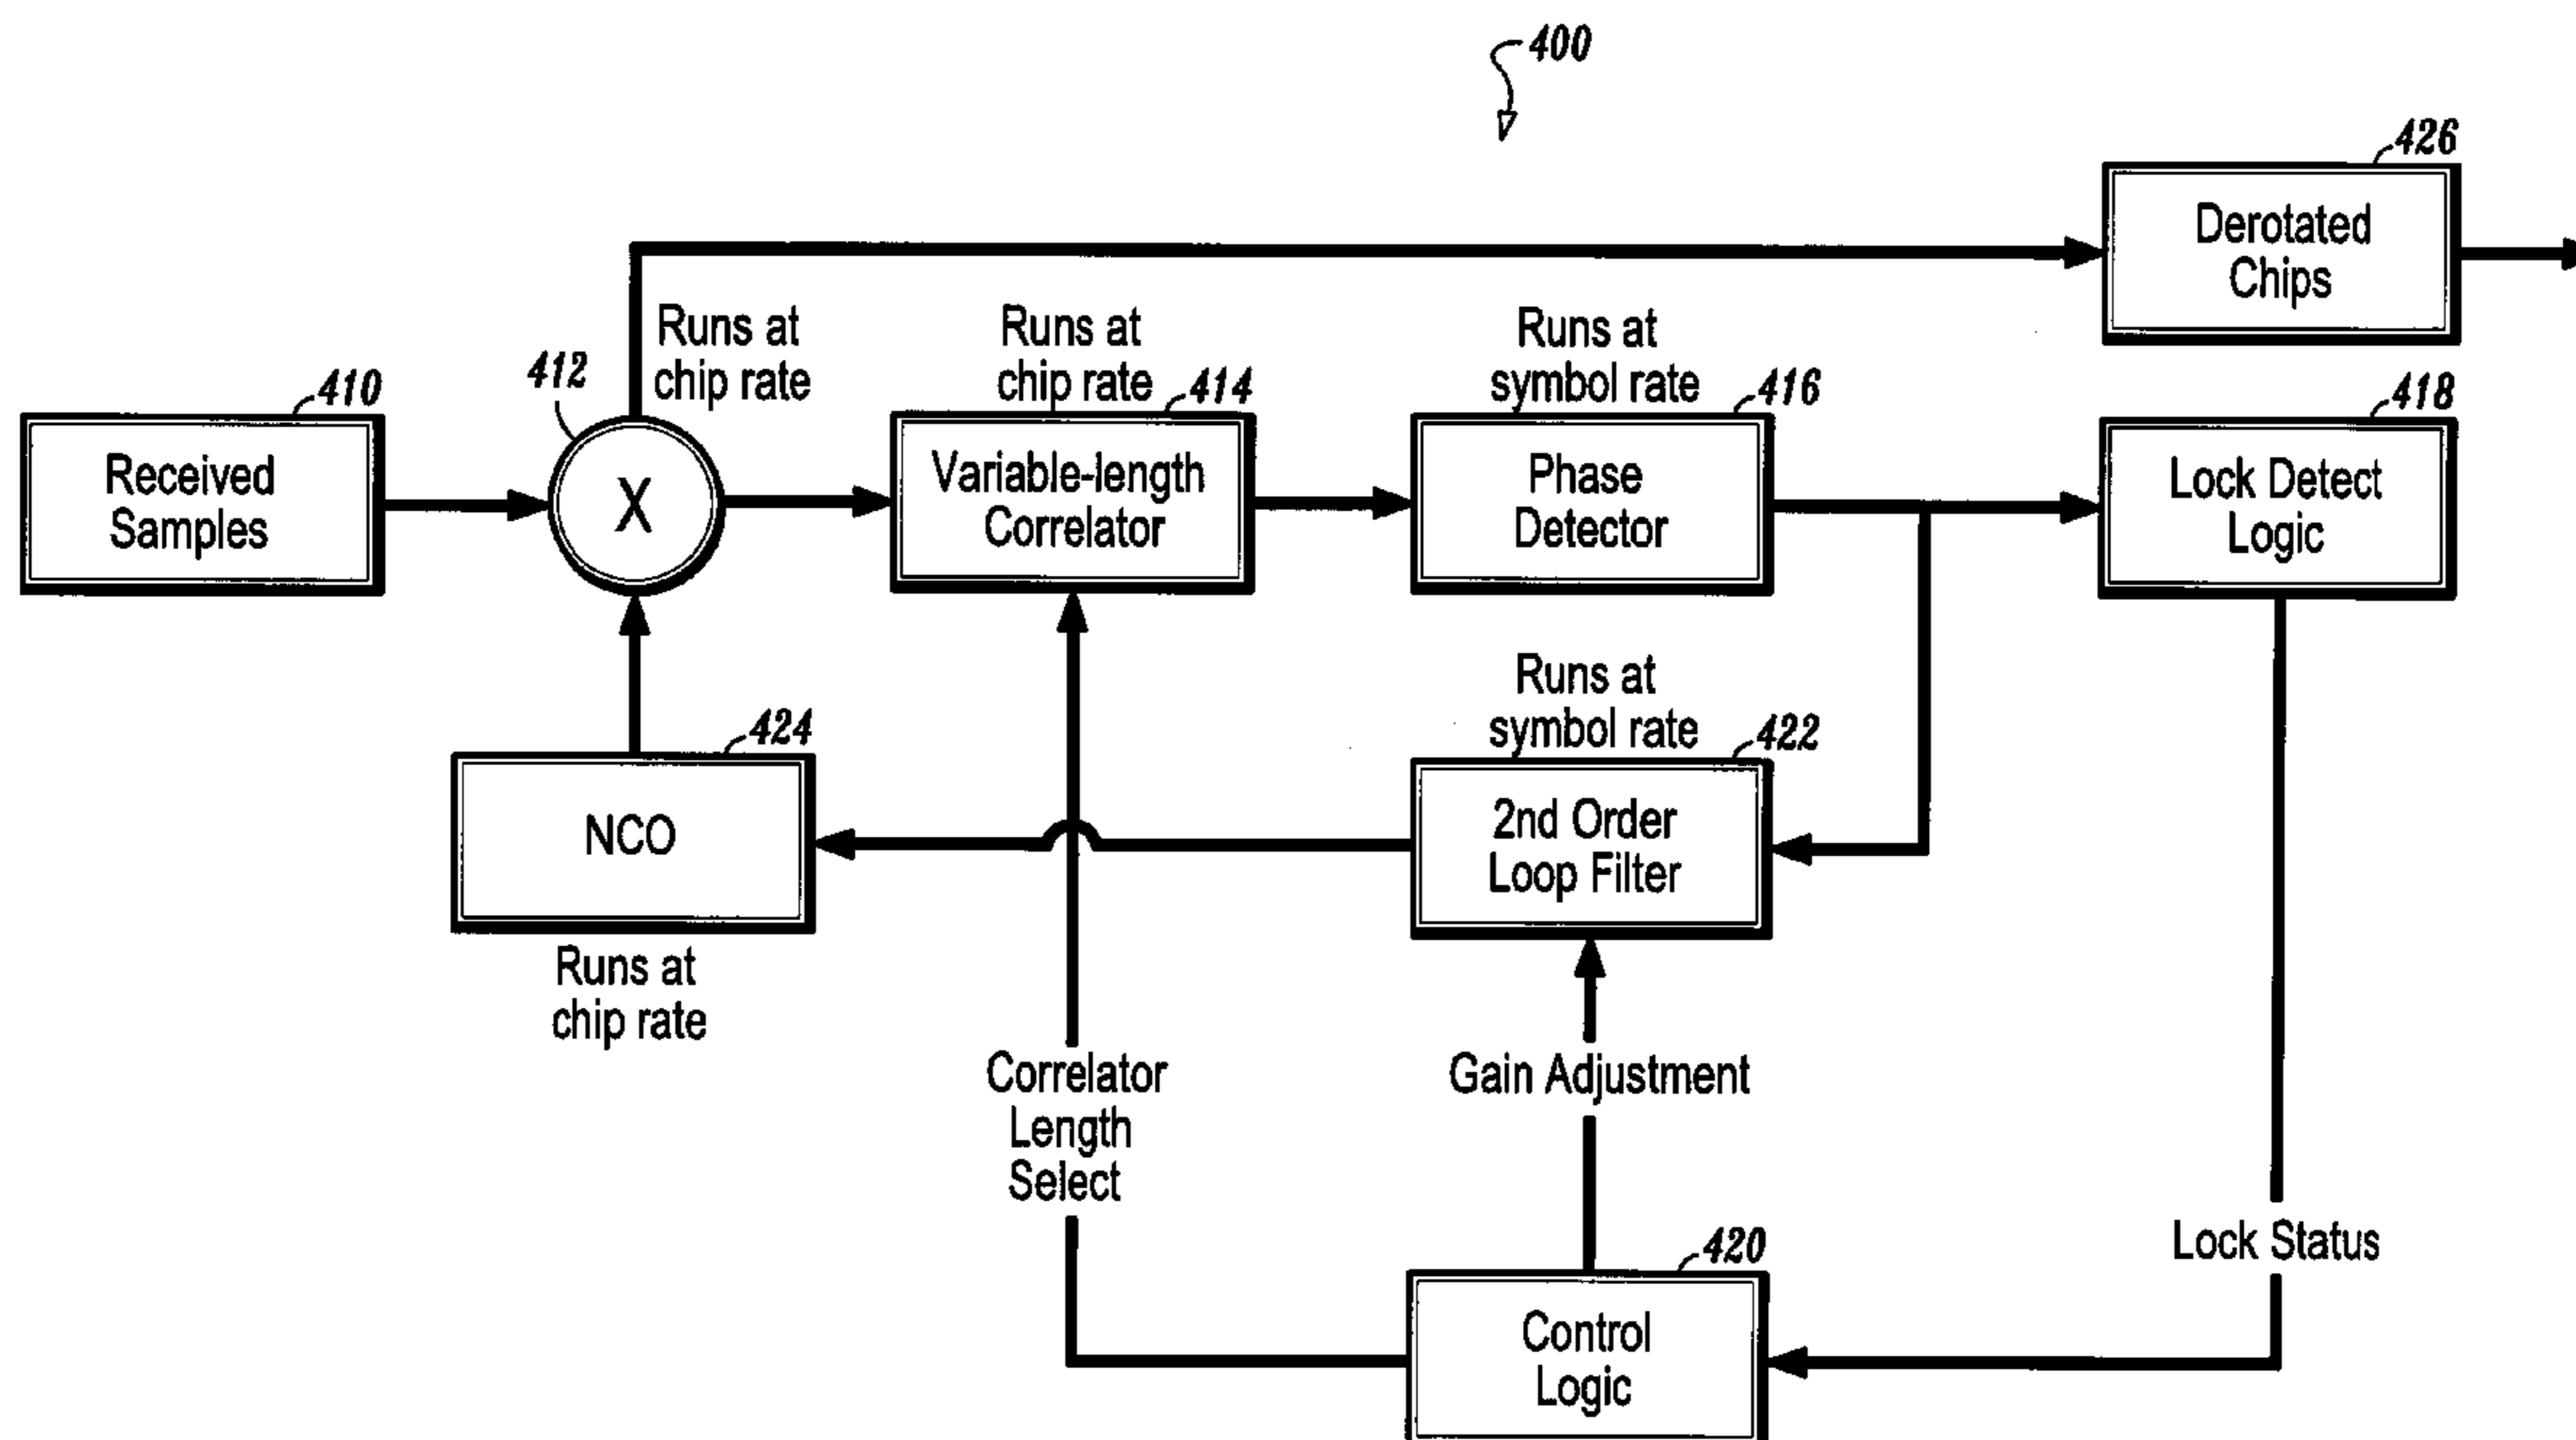 400
426
Derotated
Chips
Runs at
chip rate
Runs at
chip rate
Runs at
symbol rate
410
412
414
416
418
Received
Samples
X
Variable-length
Correlator
Phase
Detector
Lock Detect
Logic
Runs at
symbol rate
424
422
NCO
2nd Order
Loop Filter
Runs at
chip rate
Correlator
Length
Select
Gain Adjustment
Lock Status
420
Control
Logic